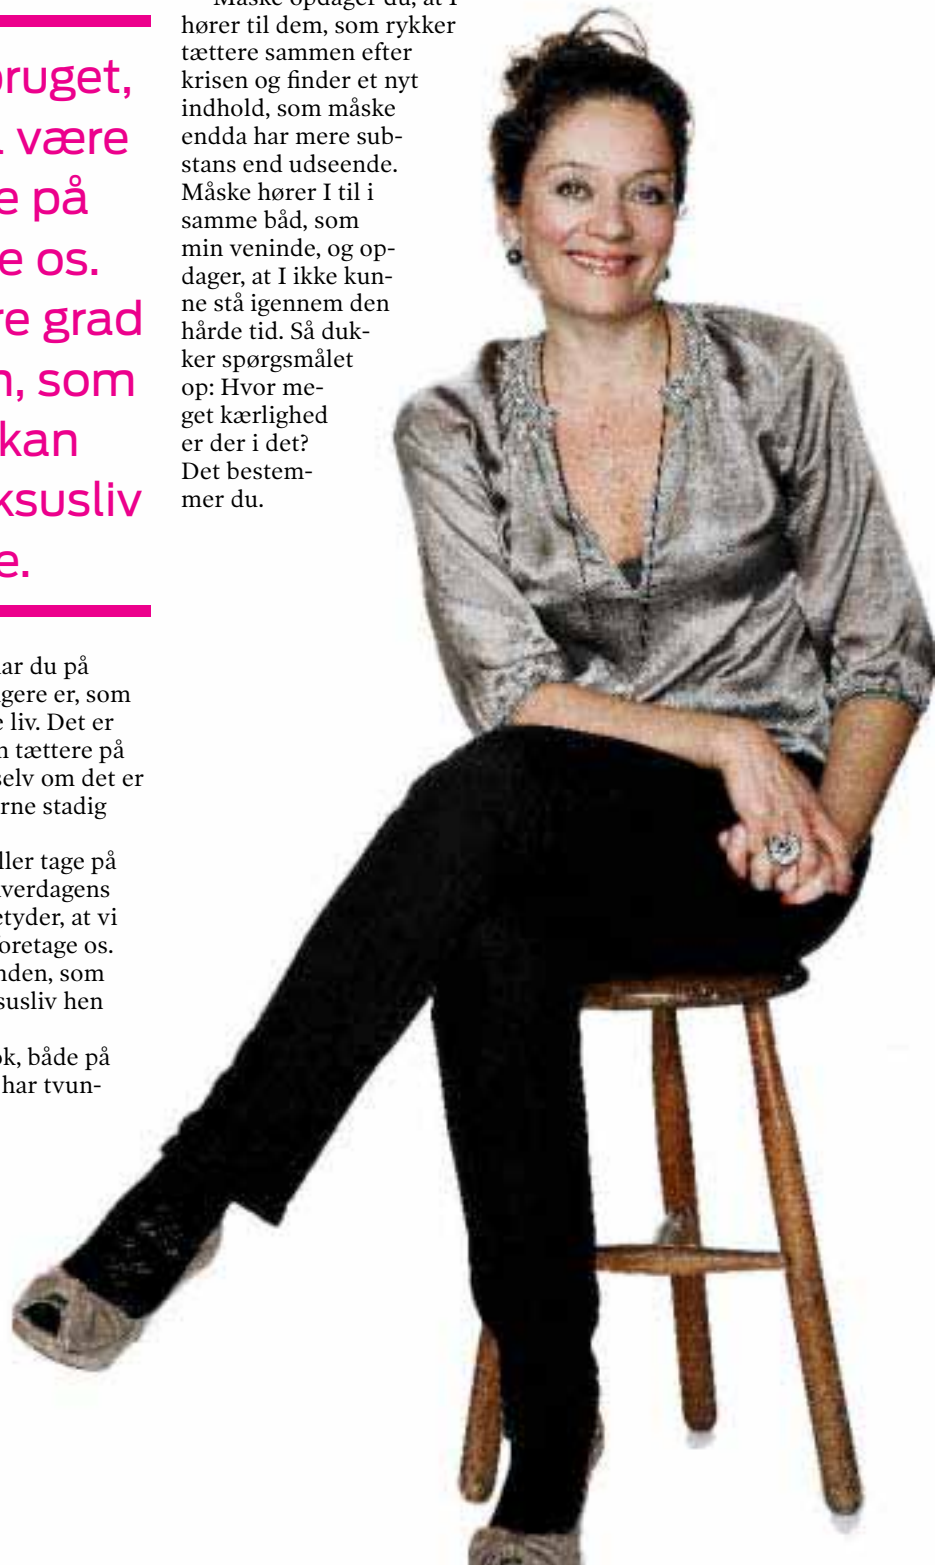 bruget,
være
e på
e os.
re grad
n, som
kan
ksusliv
e.
ar du på
gere er, som
e liv. Det er
n tættere på
selv om det er
rne stadig
ller tage på
verdagens
etyder, at vi
oretage os.
nden, som
susliv hen
ok, både på
har tvun-
Måske opdager du, at I
hører til dem, som rykker
tættere sammen efter
krisen og finder et nyt
indhold, som måske
endda har mere sub-
stans end udseende.
Måske hører I til i
samme båd, som
min veninde, og op-
dager, at I ikke kun-
ne stå igennem den
hårde tid. Så duk-
ker spørgsmålet
op: Hvor me-
get kærlighed
er der i det?
Det bestem-
mer du.